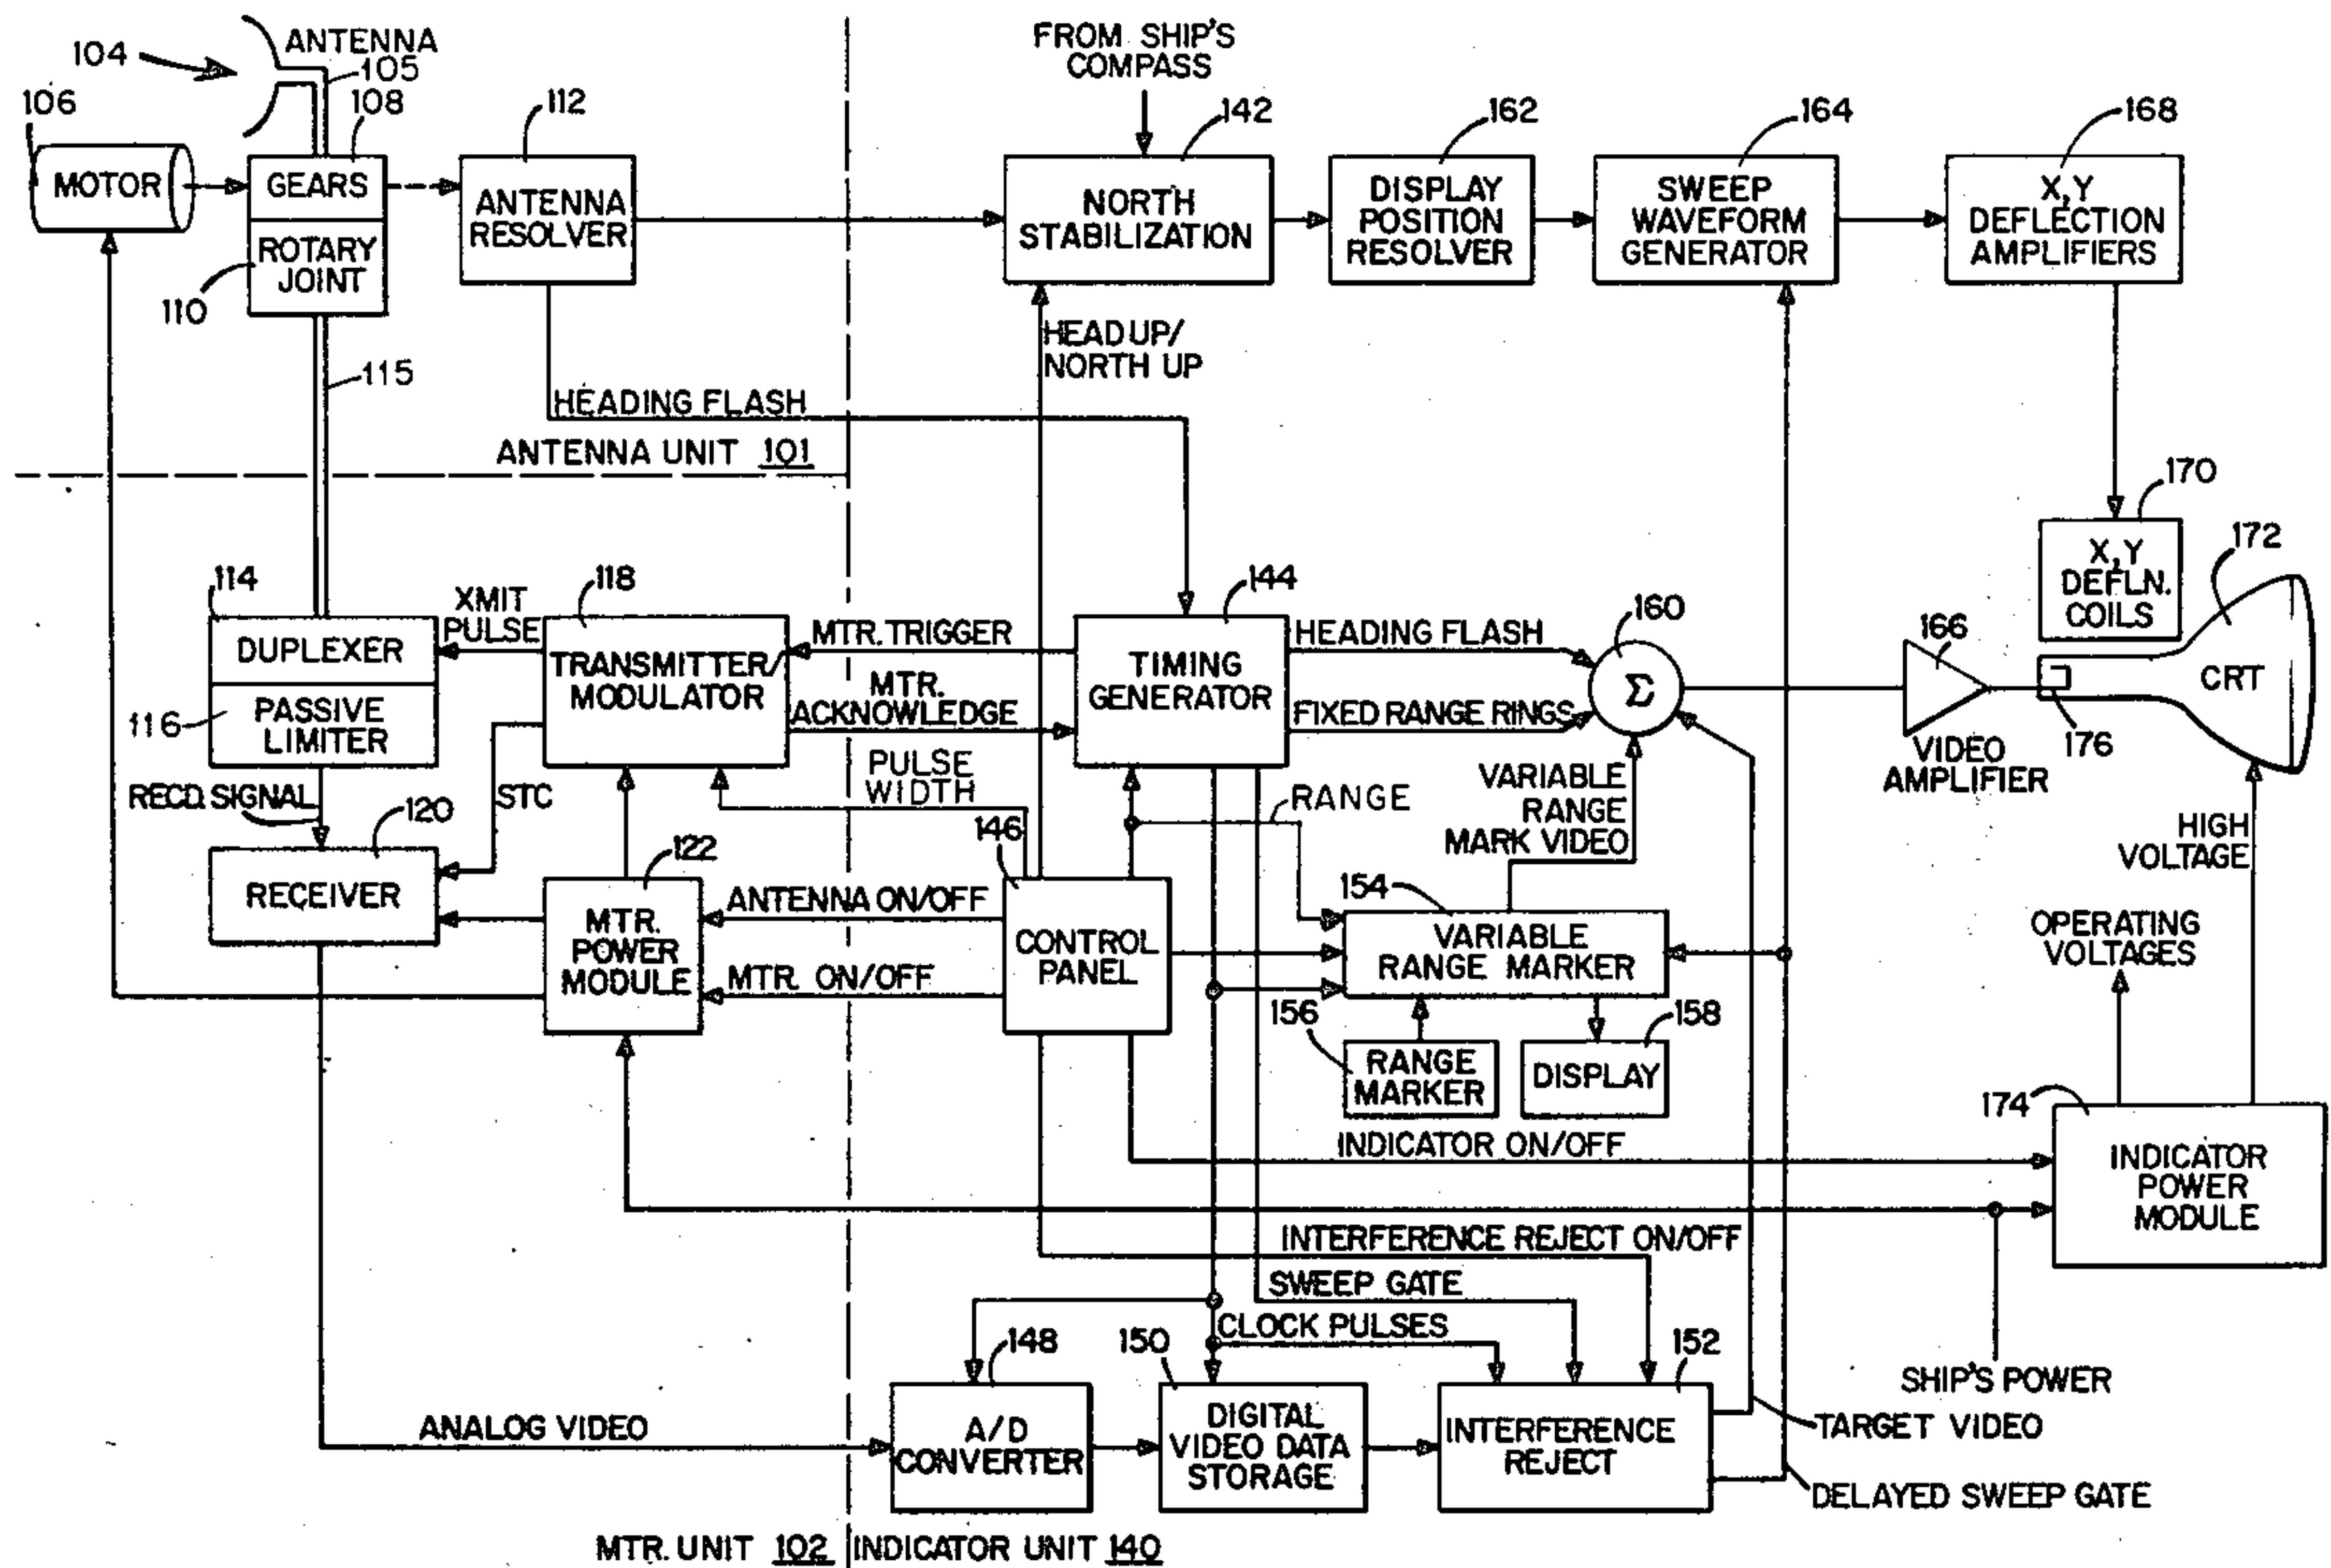 104
ANTENNA
105
106
108
112
FROM SHIP'S
COMPASS
142
162
164
168
MOTOR
GEARS
ROTARY
JOINT
110
ANTENNA
RESOLVER
NORTH
STABILIZATION
DISPLAY
POSITION
RESOLVER
SWEEP
WAVEFORM
GENERATOR
X,Y
DEFLECTION
AMPLIFIERS
115
HEAD UP/
NORTH UP
HEADING FLASH
ANTENNA UNIT 101
170
X,Y
DEFLN.
COILS
172
CRT
114
DUPLEXER
116
PASSIVE
LIMITER
XMIT
PULSE
118
TRANSMITTER/
MODULATOR
MTR. TRIGGER
MTR.
ACKNOWLEDGE
144
TIMING
GENERATOR
HEADING FLASH
FIXED RANGE RINGS
160
Σ
166
VIDEO
AMPLIFIER
176
RECD. SIGNAL
STC
PULSE
WIDTH
RANGE
VARIABLE
RANGE
MARK VIDEO
HIGH
VOLTAGE
120
RECEIVER
122
MTR.
POWER
MODULE
ANTENNA ON/OFF
MTR. ON/OFF
146
CONTROL
PANEL
154
VARIABLE
RANGE MARKER
156
RANGE
MARKER
158
DISPLAY
OPERATING
VOLTAGES
174
INDICATOR
POWER
MODULE
INDICATOR ON/OFF
INTERFERENCE REJECT ON/OFF
SWEEP GATE
CLOCK PULSES
148
A/D
CONVERTER
150
DIGITAL
VIDEO DATA
STORAGE
152
INTERFERENCE
REJECT
SHIP'S POWER
ANALOG VIDEO
TARGET VIDEO
DELAYED SWEEP GATE
MTR. UNIT 102
INDICATOR UNIT 140